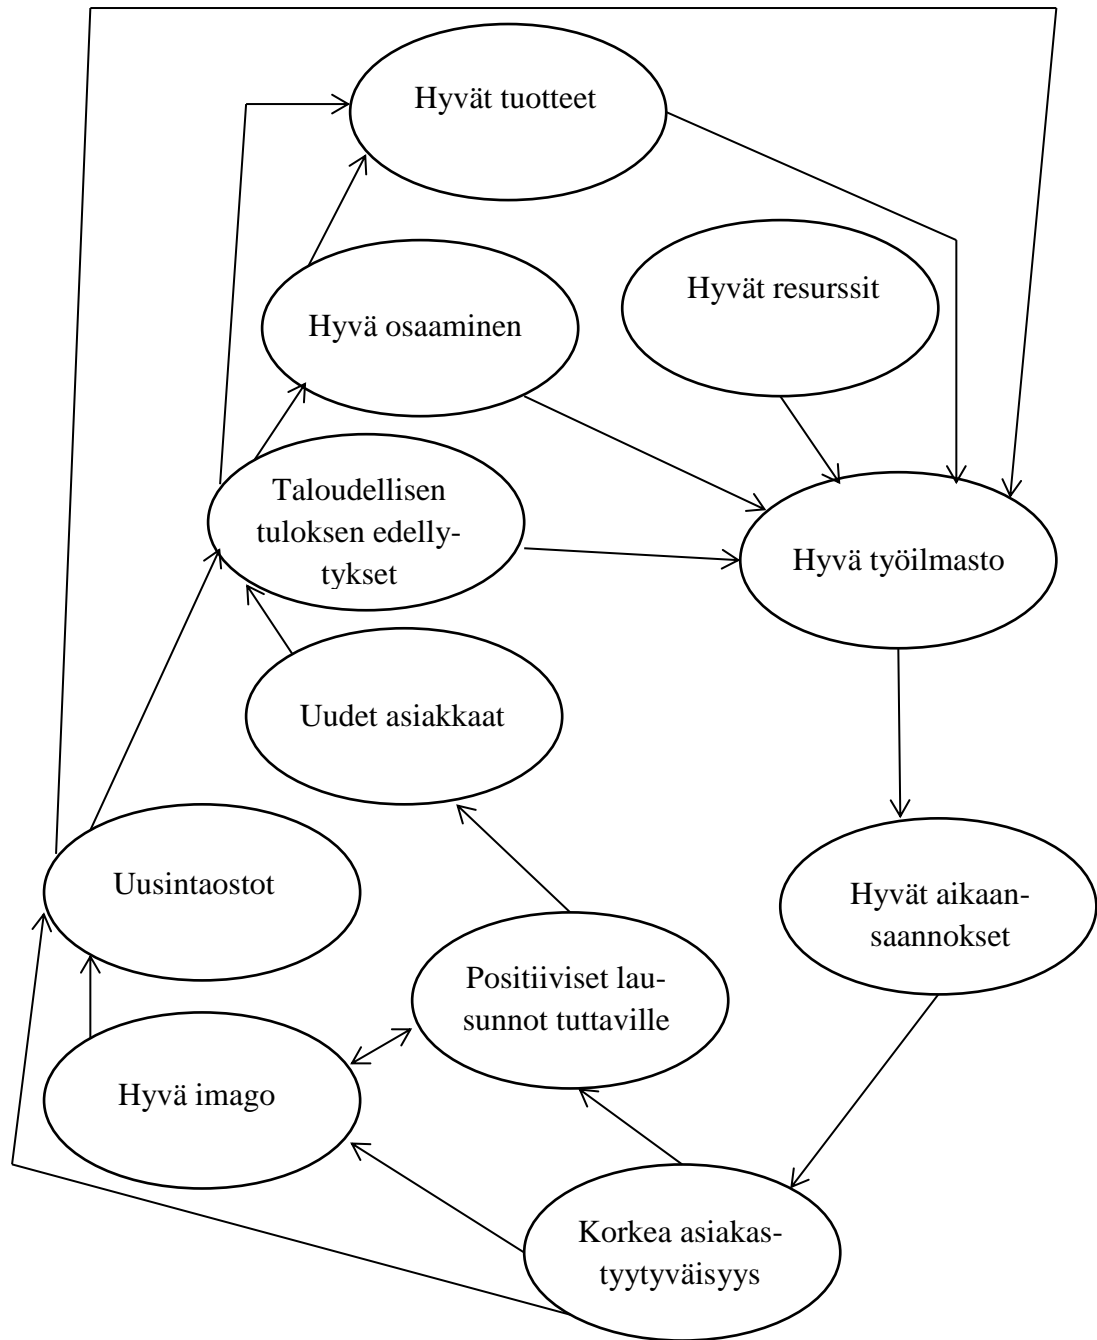 Hyvät tuotteet
Hyvät resurssit
Hyvä osaaminen
Taloudellisen
tuloksen edelly-
tykset
Hyvä työilmasto
Uudet asiakkaat
Uusintaostot
Hyvät aikaan-
saannokset
Positiiviset lau-
sunnot tuttaville
Hyvä imago
Korkea asiakas-
tyytyväisyys